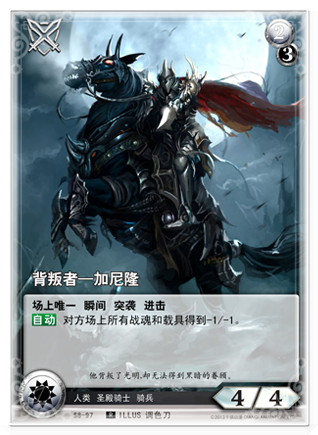 2
3
背叛者—加尼隆
场上唯一 瞬间 突袭 进击
自动 对方场上所有战魂和载具得到-1/-1。
他背叛了光明,却无法得到黑暗的眷顾。
人类 圣殿骑士 骑兵
4 / 4
S8-97 ILLUS 调色刀